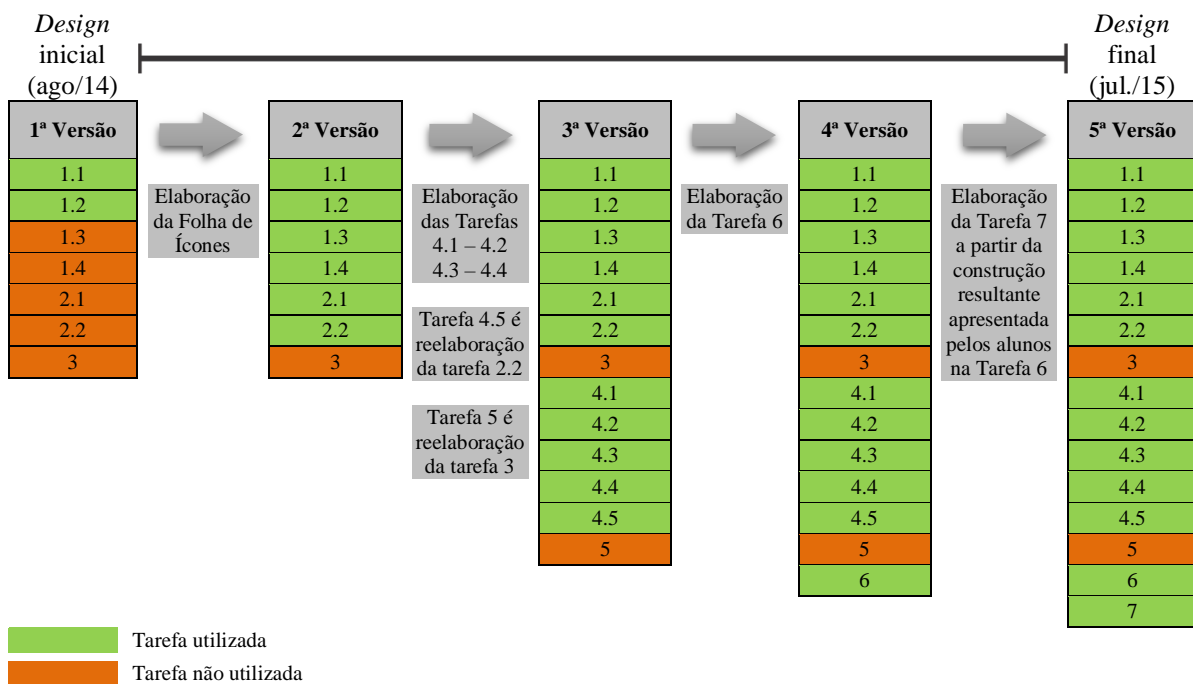 Design
inicial
(ago/14)
Design
final
(jul./15)
1ª Versão
1.1
1.2
1.3
1.4
2.1
2.2
3
Elaboração
da Folha de
Ícones
2ª Versão
1.1
1.2
1.3
1.4
2.1
2.2
3
Elaboração
das Tarefas
4.1 – 4.2
4.3 – 4.4
Tarefa 4.5 é
reelaboração
da tarefa 2.2
Tarefa 5 é
reelaboração
da tarefa 3
3ª Versão
1.1
1.2
1.3
1.4
2.1
2.2
3
4.1
4.2
4.3
4.4
4.5
5
Elaboração
da Tarefa 6
4ª Versão
1.1
1.2
1.3
1.4
2.1
2.2
3
4.1
4.2
4.3
4.4
4.5
5
6
Elaboração
da Tarefa 7
a partir da
construção
resultante
apresentada
pelos alunos
na Tarefa 6
5ª Versão
1.1
1.2
1.3
1.4
2.1
2.2
3
4.1
4.2
4.3
4.4
4.5
5
6
7
Tarefa utilizada
Tarefa não utilizada